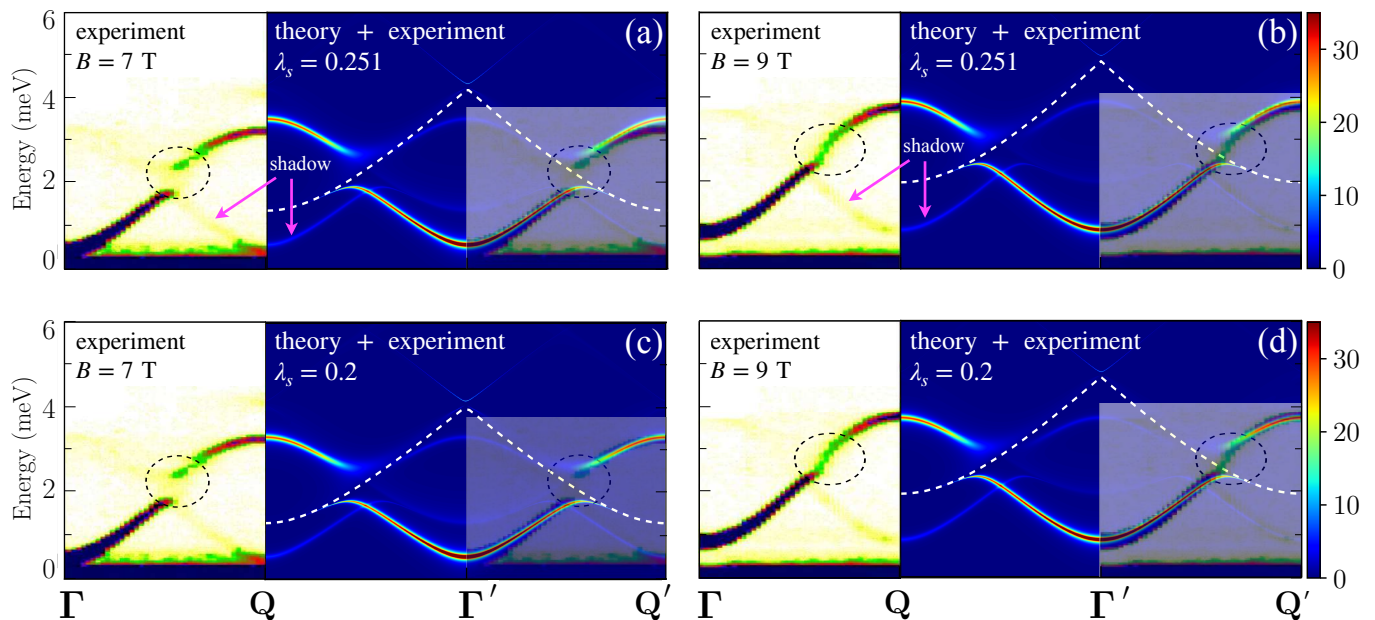 6
4
2
0
Energy (meV)
experiment
B = 7 T
theory + experiment
λs = 0.251
(a)
shadow
experiment
B = 9 T
theory + experiment
λs = 0.251
(b)
shadow
30
20
10
0
6
4
2
0
Energy (meV)
experiment
B = 7 T
theory + experiment
λs = 0.2
(c)
experiment
B = 9 T
theory + experiment
λs = 0.2
(d)
30
20
10
0
Γ Q Γ′ Q′
Γ Q Γ′ Q′